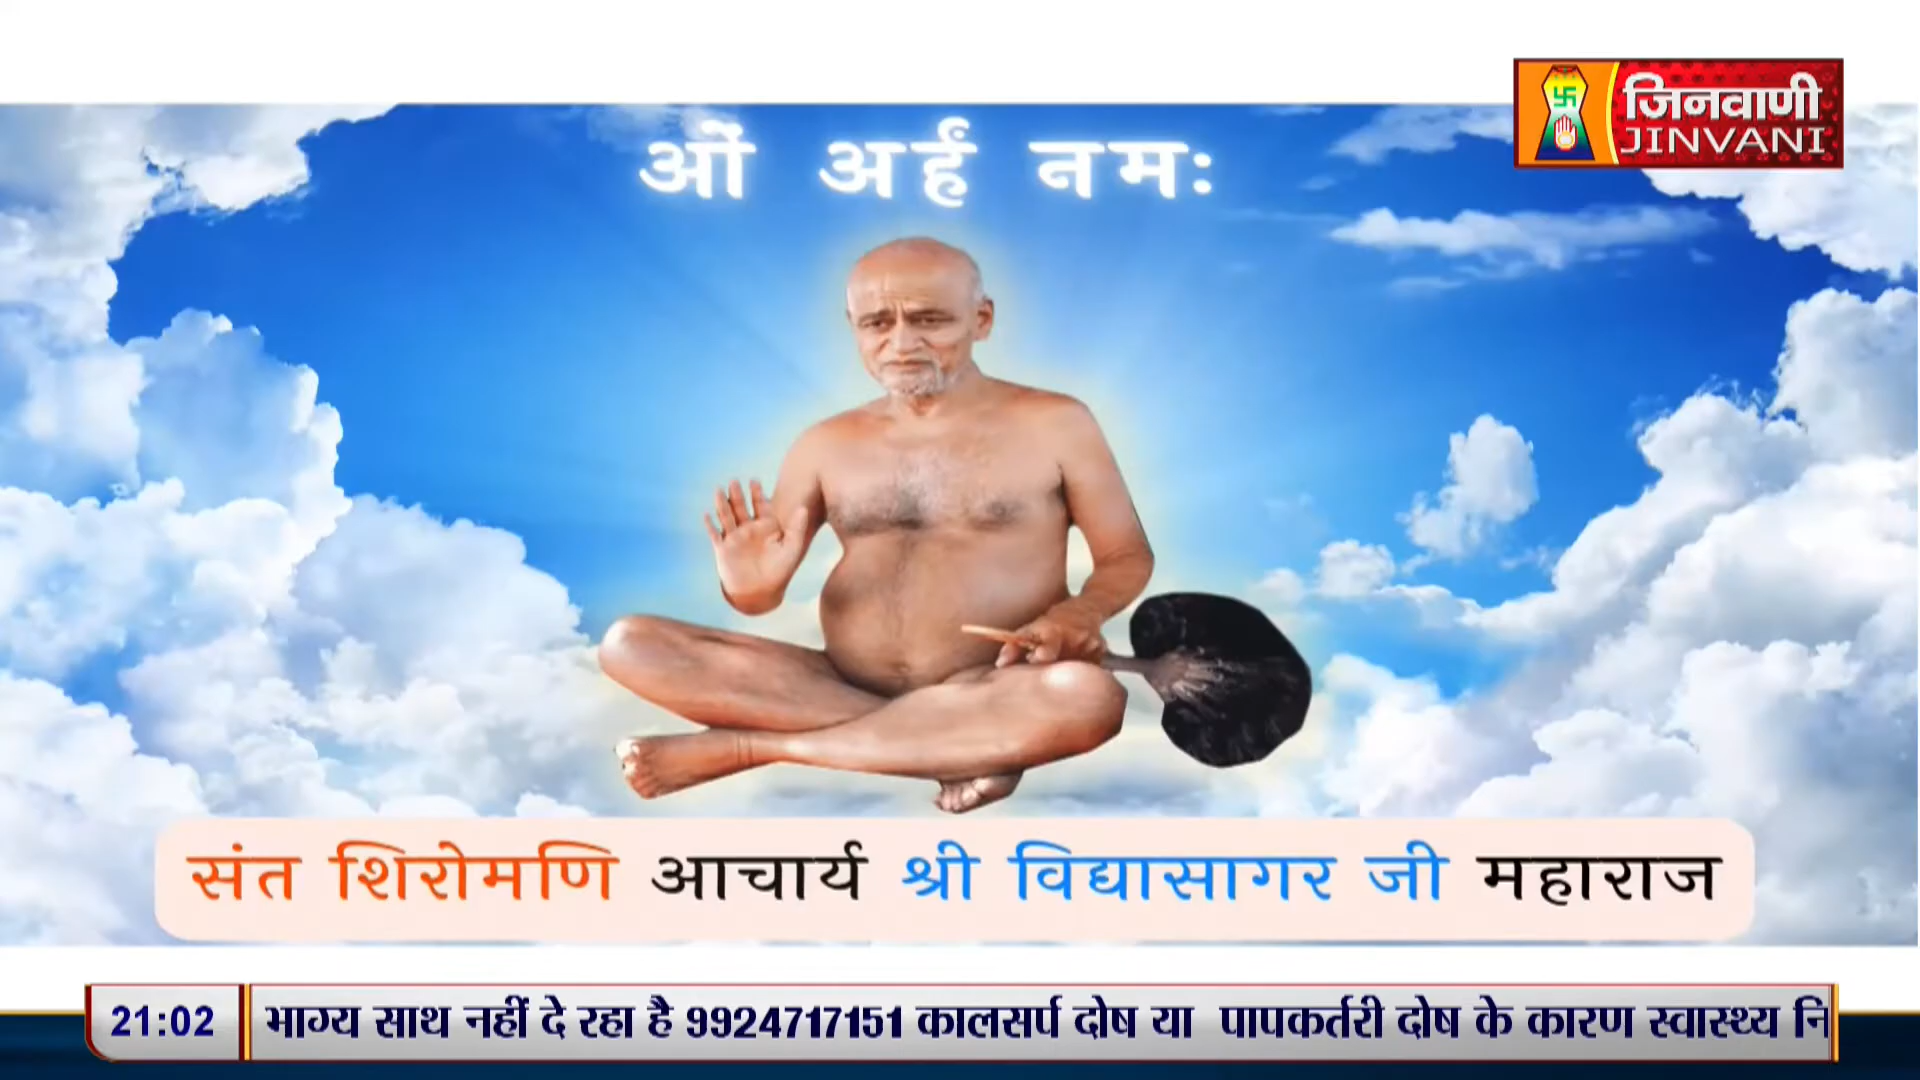 जिनवाणी
JINVANI
ओं अर्हं नमः
संत शिरोमणि आचार्य श्री विद्यासागर जी महाराज
21:02 भाग्य साथ नहीं दे रहा है 9924717151 कालसर्प दोष या पापकर्तरी दोष के कारण स्वास्थ्य नि